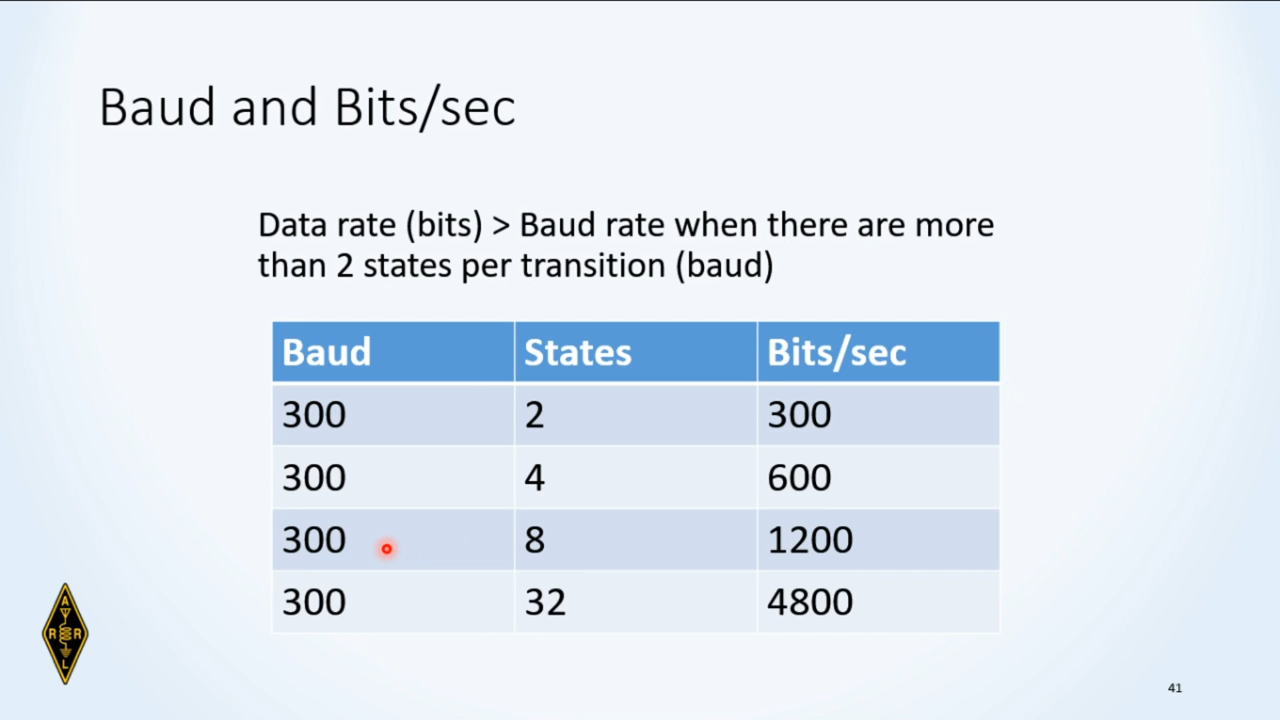 Baud and Bits/sec
Data rate (bits) > Baud rate when there are more
than 2 states per transition (baud)
Baud States Bits/sec
300 2 300
300 4 600
300 8 1200
300 32 4800
A
R R
L
41